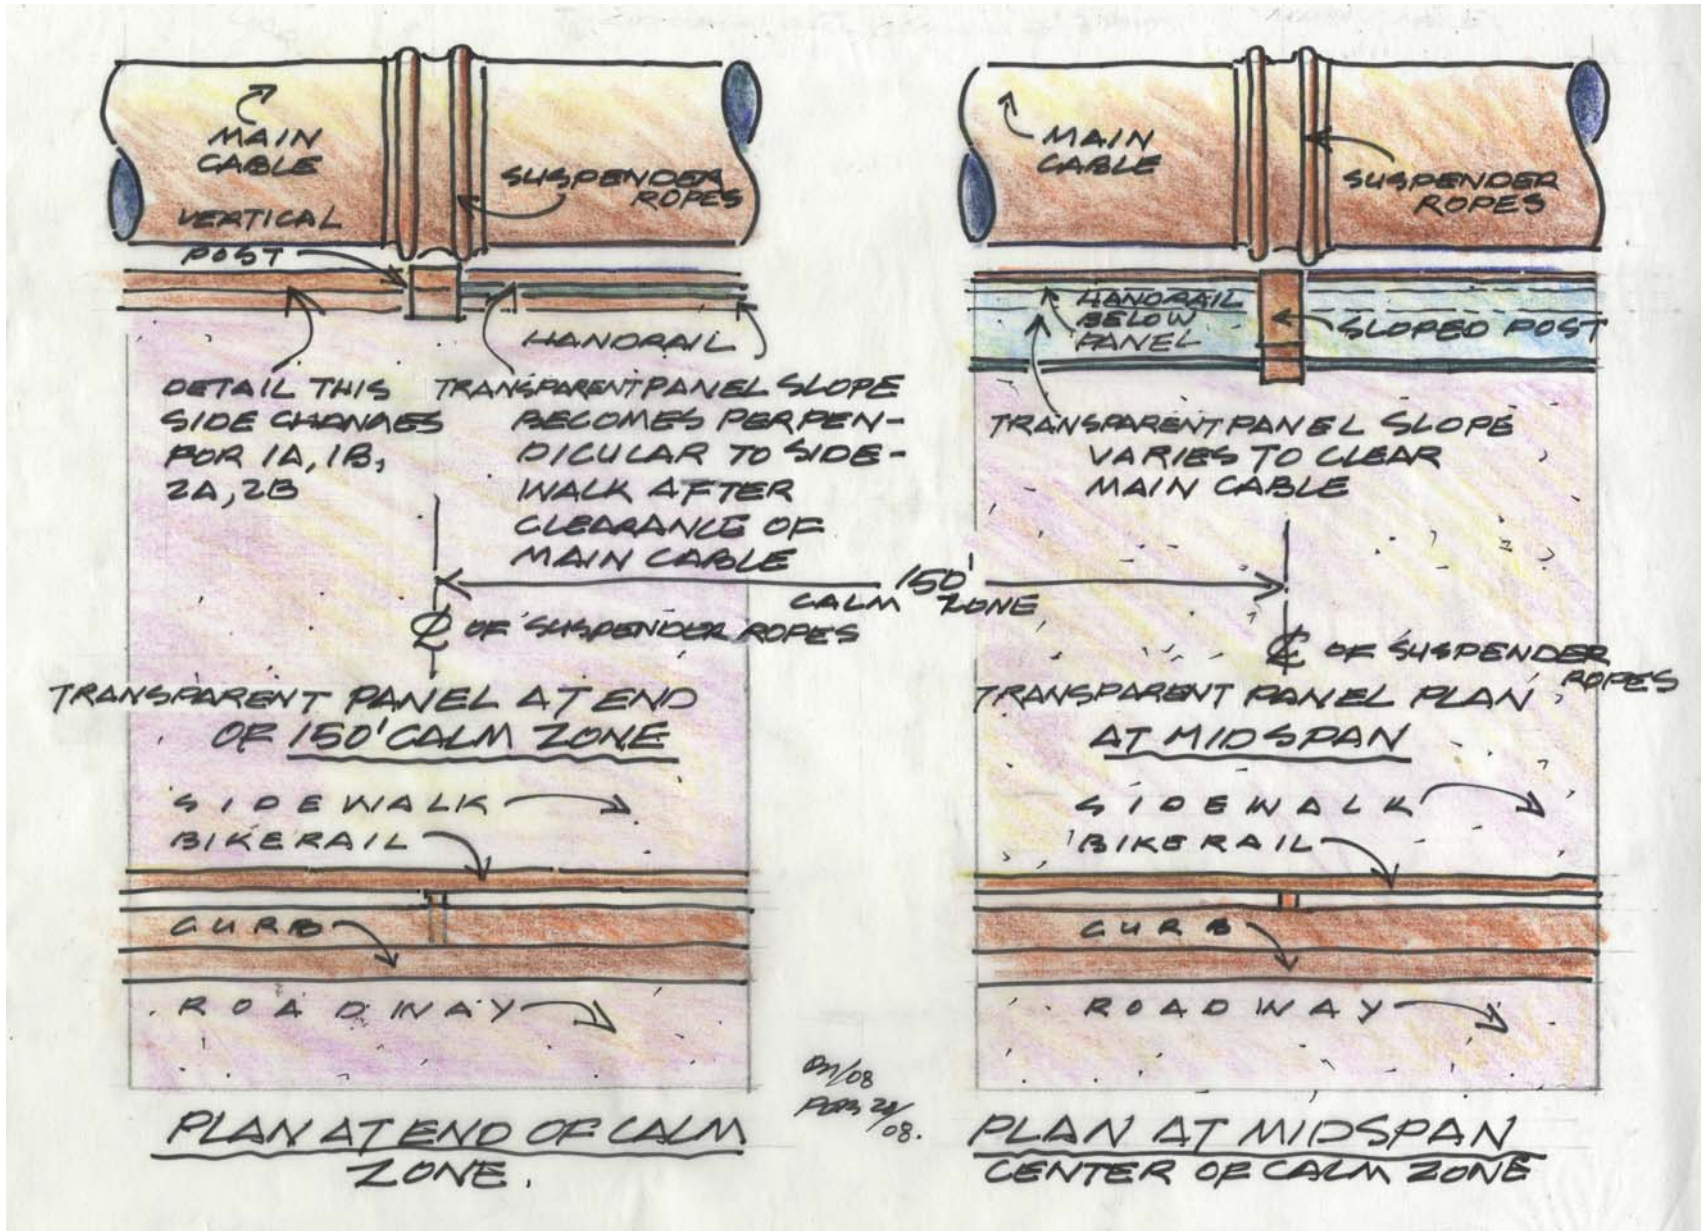 MAIN
CABLE
SUSPENDER
ROPES
VERTICAL
POST
HANDRAIL
DETAIL THIS
SIDE CHANGES
FOR 1A, 1B,
2A, 2B
TRANSPARENT PANEL SLOPE
BECOMES PERPEN-
DICULAR TO SIDE-
WALK AFTER
CLEARANCE OF
MAIN CABLE
150'
CALM ZONE
℄ OF SUSPENDER ROPES
TRANSPARENT PANEL AT END
OF 150' CALM ZONE
SIDEWALK
BIKERAIL
CURB
ROADWAY
PLAN AT END OF CALM
ZONE.
MAIN
CABLE
SUSPENDER
ROPES
HANDRAIL
BELOW
PANEL
SLOPED POST
TRANSPARENT PANEL SLOPE
VARIES TO CLEAR
MAIN CABLE
℄ OF SUSPENDER
ROPES
TRANSPARENT PANEL PLAN
AT MIDSPAN
SIDEWALK
BIKERAIL
CURB
ROADWAY
PLAN AT MIDSPAN
CENTER OF CALM ZONE